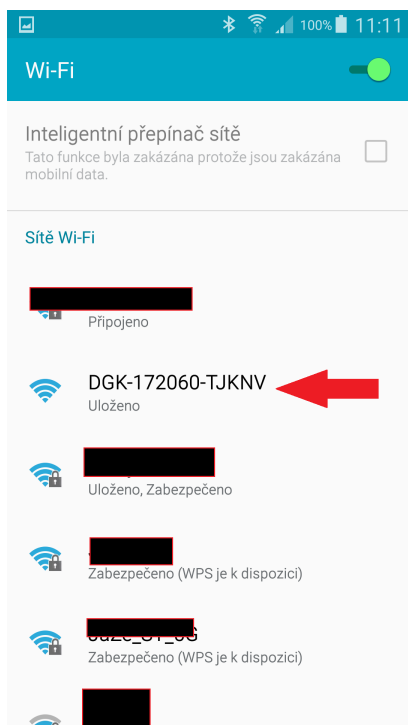 100% 11:11
Wi-Fi
Inteligentní přepínač sítě
Tato funkce byla zakázána protože jsou zakázána
mobilní data.
Sítě Wi-Fi
Připojeno
DGK-172060-TJKNV
Uloženo
Uloženo, Zabezpečeno
Zabezpečeno (WPS je k dispozici)
Zabezpečeno (WPS je k dispozici)